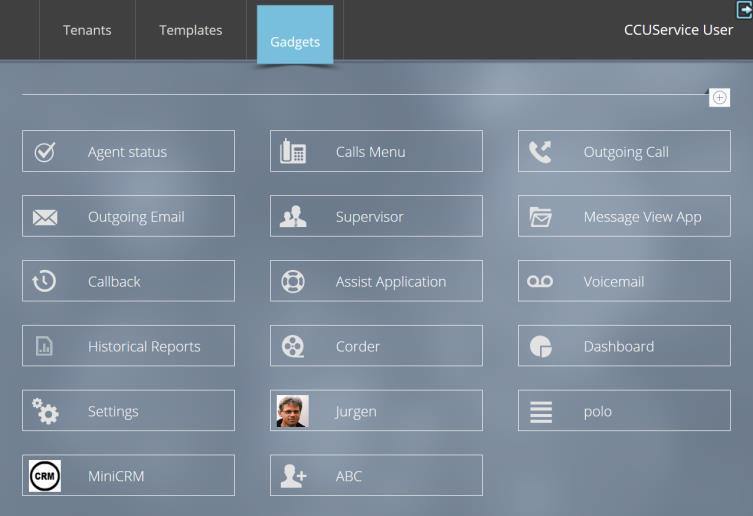 Tenants
Templates
Gadgets
CCUService User
Agent status
Calls Menu
Outgoing Call
Outgoing Email
Supervisor
Message View App
Callback
Assist Application
Voicemail
Historical Reports
Corder
Dashboard
Settings
Jurgen
polo
CRM
MiniCRM
ABC